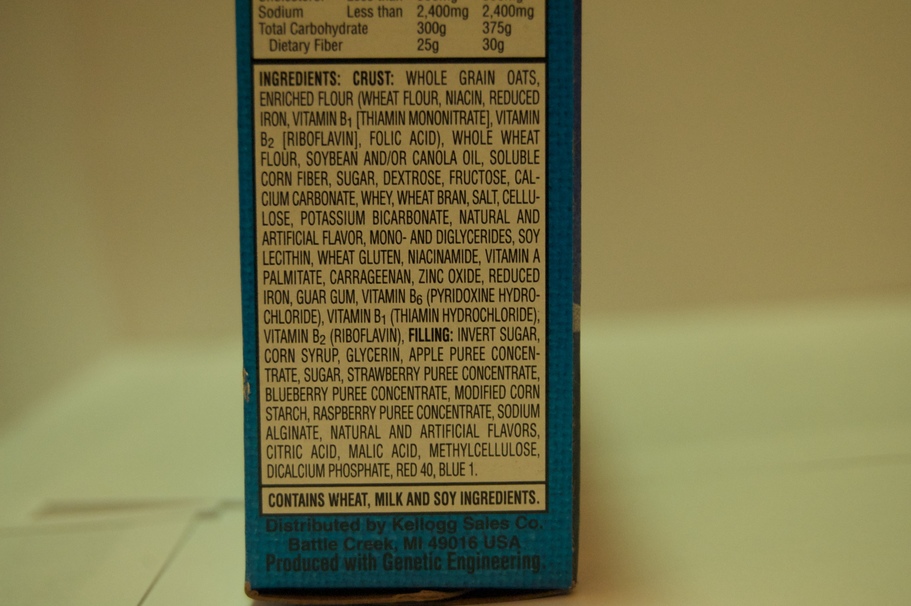 Sodium Less than 2,400mg 2,400mg
Total Carbohydrate 300g 375g
Dietary Fiber 25g 30g
INGREDIENTS: CRUST: WHOLE GRAIN OATS,
ENRICHED FLOUR (WHEAT FLOUR, NIACIN, REDUCED
IRON, VITAMIN B1 [THIAMIN MONONITRATE], VITAMIN
B2 [RIBOFLAVIN], FOLIC ACID), WHOLE WHEAT
FLOUR, SOYBEAN AND/OR CANOLA OIL, SOLUBLE
CORN FIBER, SUGAR, DEXTROSE, FRUCTOSE, CAL-
CIUM CARBONATE, WHEY, WHEAT BRAN, SALT, CELLU-
LOSE, POTASSIUM BICARBONATE, NATURAL AND
ARTIFICIAL FLAVOR, MONO- AND DIGLYCERIDES, SOY
LECITHIN, WHEAT GLUTEN, NIACINAMIDE, VITAMIN A
PALMITATE, CARRAGEENAN, ZINC OXIDE, REDUCED
IRON, GUAR GUM, VITAMIN B6 (PYRIDOXINE HYDRO-
CHLORIDE), VITAMIN B1 (THIAMIN HYDROCHLORIDE),
VITAMIN B2 (RIBOFLAVIN), FILLING: INVERT SUGAR,
CORN SYRUP, GLYCERIN, APPLE PUREE CONCEN-
TRATE, SUGAR, STRAWBERRY PUREE CONCENTRATE,
BLUEBERRY PUREE CONCENTRATE, MODIFIED CORN
STARCH, RASPBERRY PUREE CONCENTRATE, SODIUM
ALGINATE, NATURAL AND ARTIFICIAL FLAVORS,
CITRIC ACID, MALIC ACID, METHYLCELLULOSE,
DICALCIUM PHOSPHATE, RED 40, BLUE 1.
CONTAINS WHEAT, MILK AND SOY INGREDIENTS.
Distributed by Kellogg Sales Co.
Battle Creek, MI 49016 USA
Produced with Genetic Engineering.